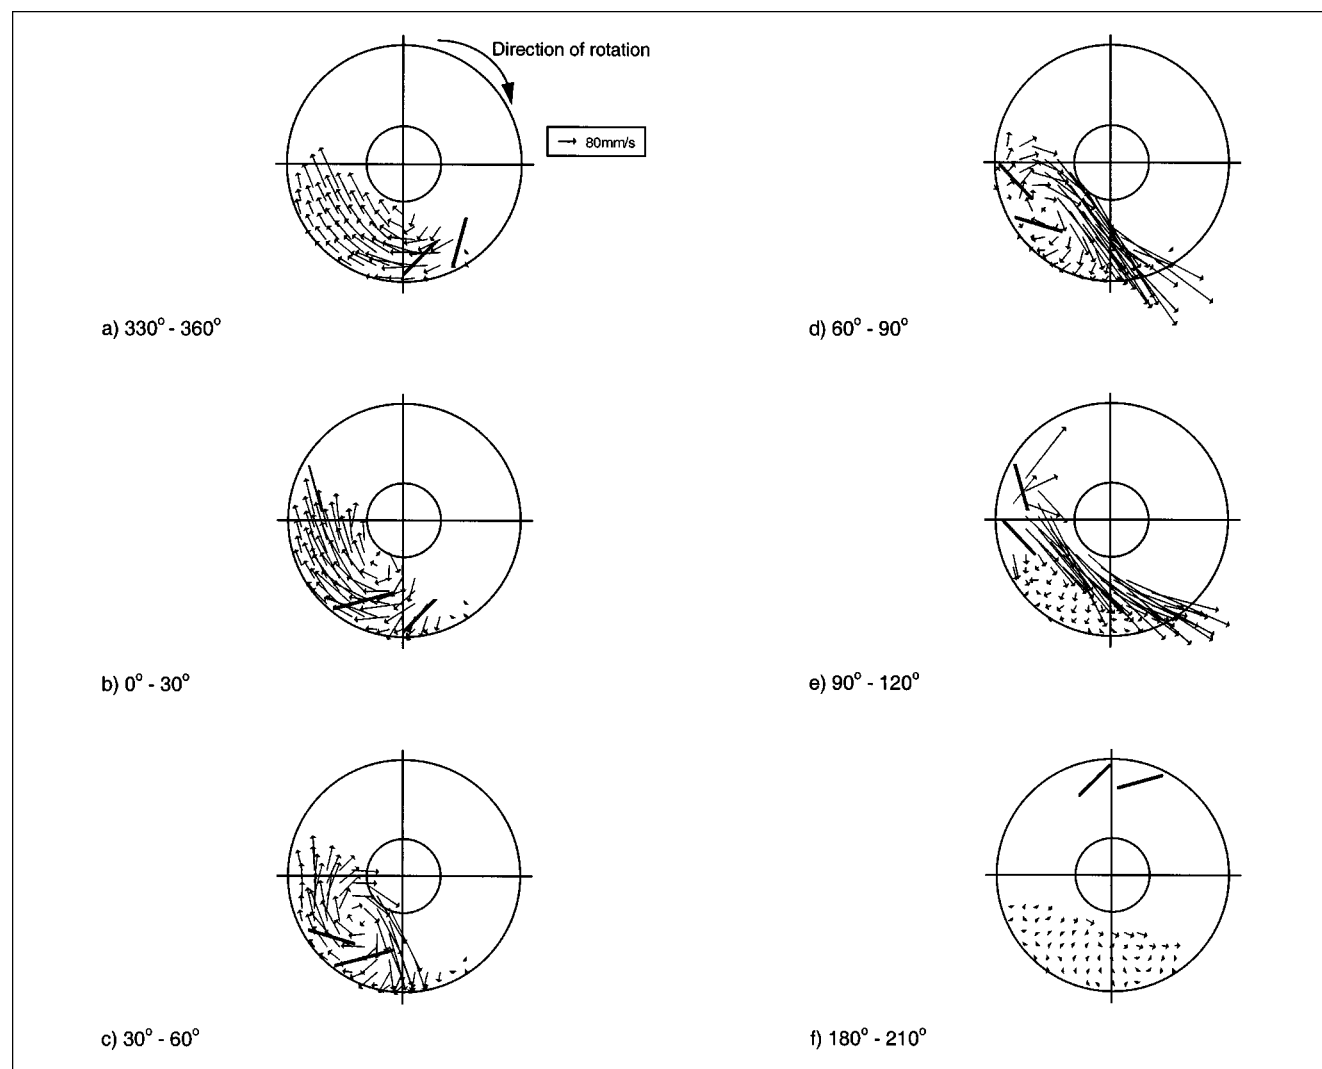 Direction of rotation
80mm/s
a) 330° - 360°
d) 60° - 90°
b) 0° - 30°
e) 90° - 120°
c) 30° - 60°
f) 180° - 210°